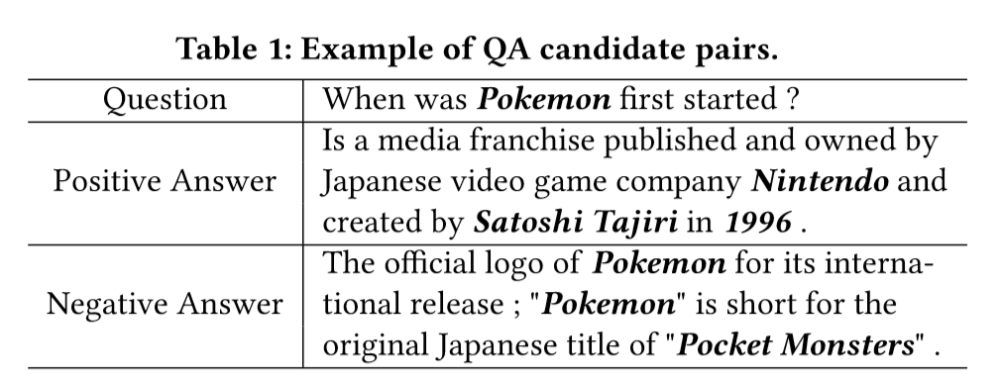 Table 1: Example of QA candidate pairs.
Question
When was Pokemon first started ?
Positive Answer
Is a media franchise published and owned by
Japanese video game company Nintendo and
created by Satoshi Tajiri in 1996 .
Negative Answer
The official logo of Pokemon for its interna-
tional release ; "Pokemon" is short for the
original Japanese title of "Pocket Monsters" .